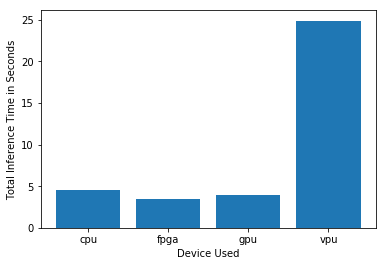 25
20
15
10
5
0
Total Inference Time in Seconds
cpu fpga gpu vpu
Device Used